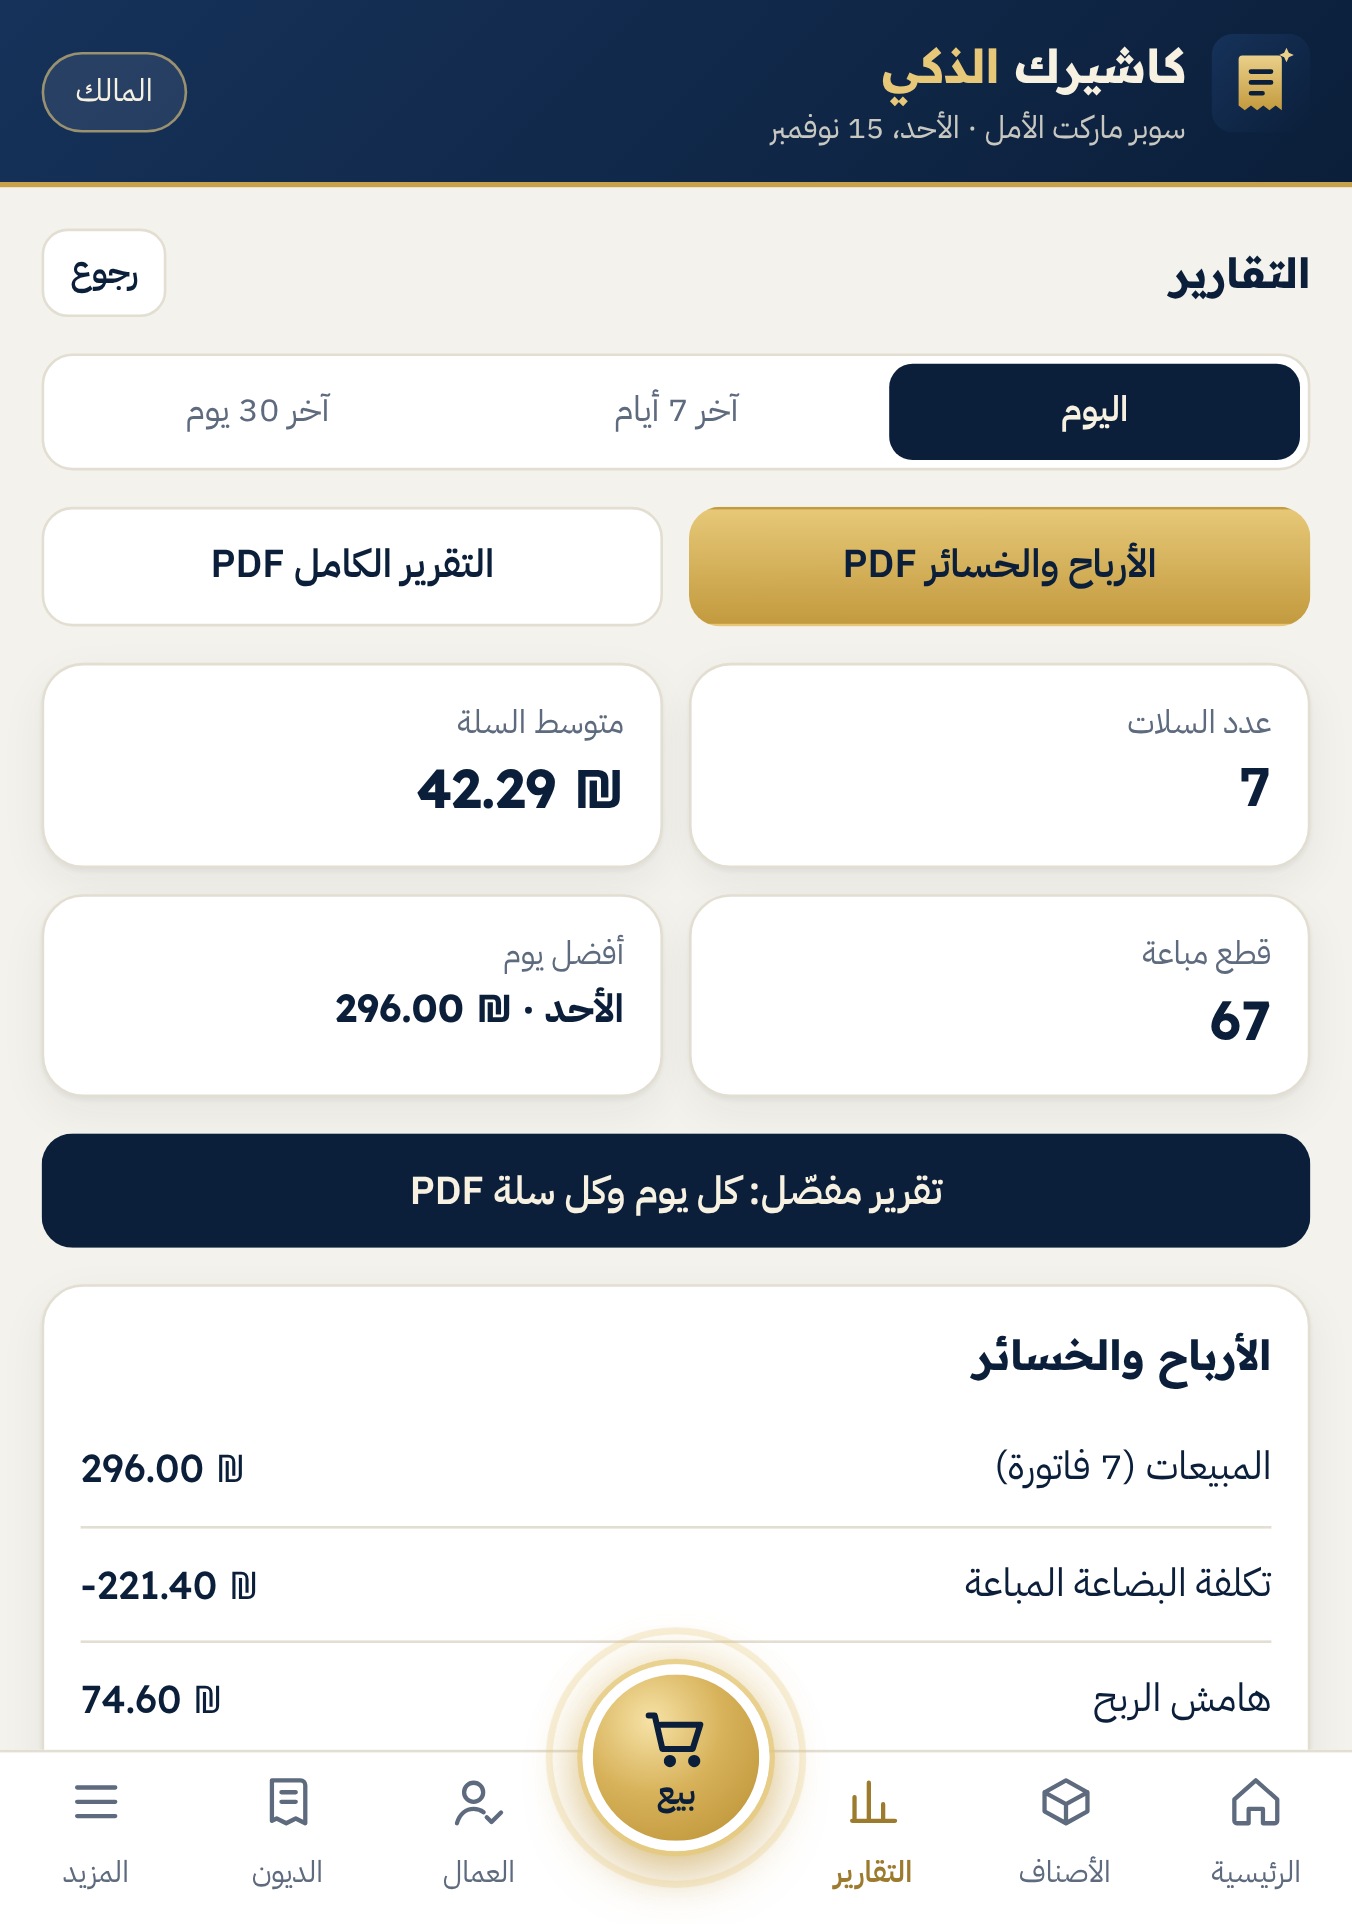 كاشيرك الذكي
سوبر ماركت الأمل · الأحد، 15 نوفمبر
المالك
التقارير
رجوع
اليوم
آخر 7 أيام
آخر 30 يوم
الأرباح والخسائر PDF
التقرير الكامل PDF
عدد السلات
7
متوسط السلة
₪ 42.29
قطع مباعة
67
أفضل يوم
الأحد · ₪ 296.00
تقرير مفصّل: كل يوم وكل سلة PDF
الأرباح والخسائر
المبيعات (7 فاتورة)
296.00 ₪
تكلفة البضاعة المباعة
-221.40 ₪
هامش الربح
74.60 ₪
الرئيسية
الأصناف
التقارير
بيع
العمال
الديون
المزيد